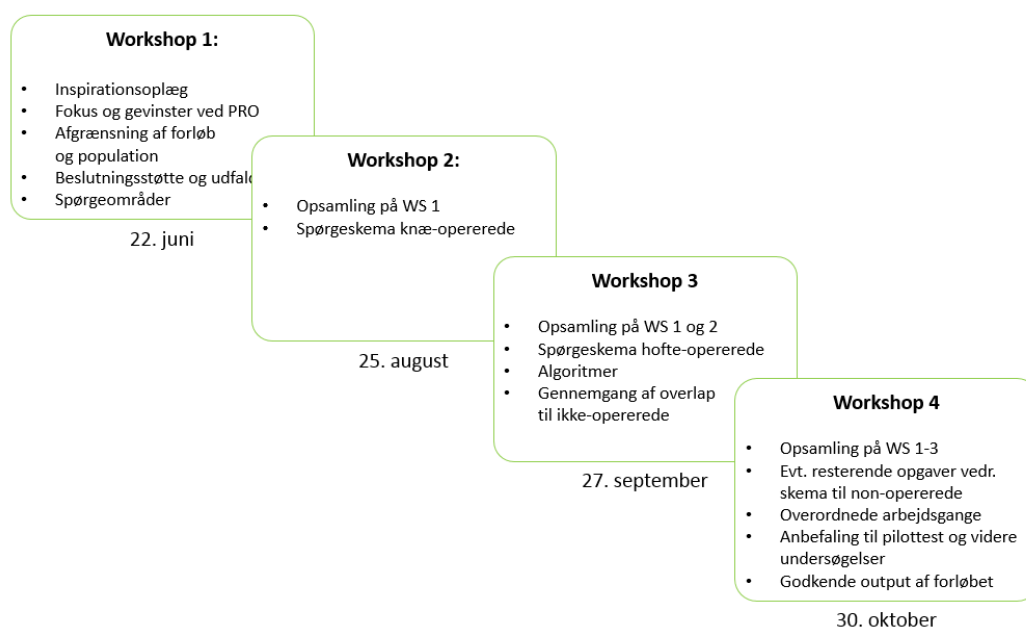 Workshop 1:
• Inspirationsoplæg
• Fokus og gevinster ved PRO
• Afgrænsning af forløb
og population
• Beslutningsstøtte og udfald
• Spørgeområder
22. juni
Workshop 2:
• Opsamling på WS 1
• Spørgeskema knæ-opererede
25. august
Workshop 3
• Opsamling på WS 1 og 2
• Spørgeskema hofte-opererede
• Algoritmer
• Gennemgang af overlap
til ikke-opererede
27. september
Workshop 4
• Opsamling på WS 1-3
• Evt. resterende opgaver vedr.
skema til non-opererede
• Overordnede arbejdsgange
• Anbefaling til pilottest og videre
undersøgelser
• Godkende output af forløbet
30. oktober